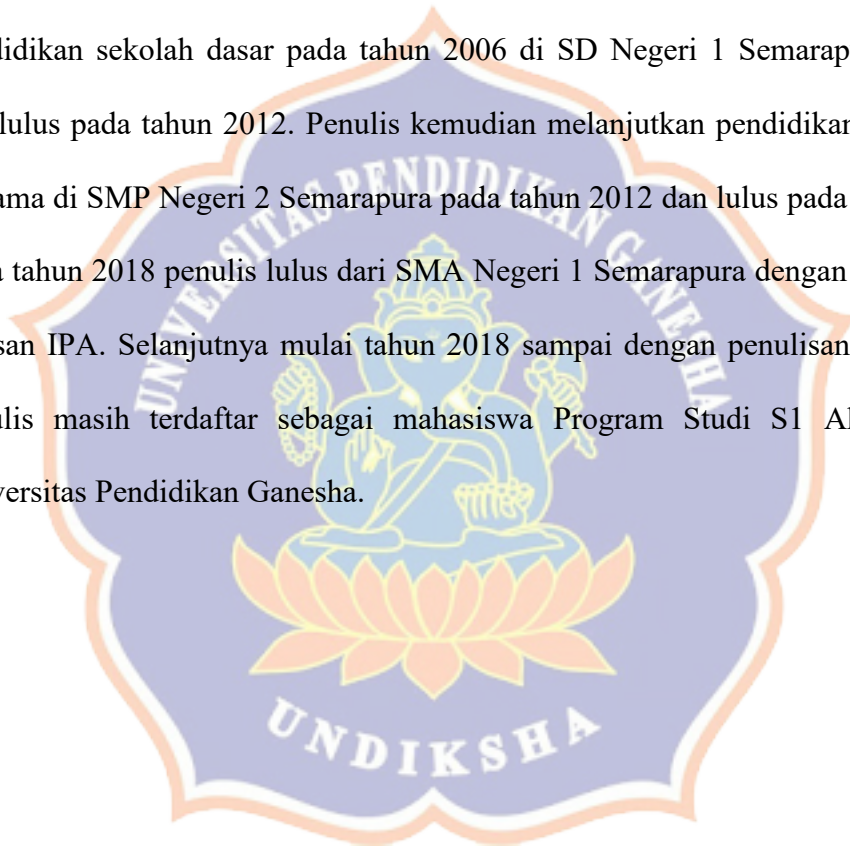 didikan sekolah dasar pada tahun 2006 di SD Negeri 1 Semarap
lulus pada tahun 2012. Penulis kemudian melanjutkan pendidikan
ama di SMP Negeri 2 Semarapura pada tahun 2012 dan lulus pada
tahun 2018 penulis lulus dari SMA Negeri 1 Semarapura dengan
san IPA. Selanjutnya mulai tahun 2018 sampai dengan penulisan
ulis masih terdaftar sebagai mahasiswa Program Studi S1 A
versitas Pendidikan Ganesha.
UNIVERSITAS PENDIDIKAN GANESHA
UNDIKSHA